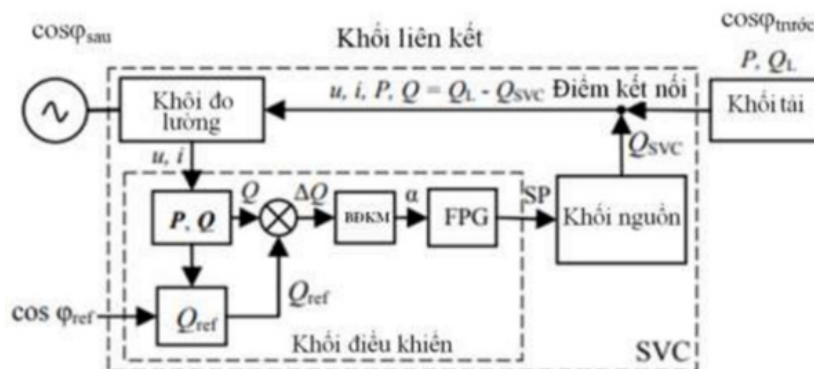 cosφsau
Khối liên kết
cosφtrước
P, QL
Khối đo
lường
u, i, P, Q = QL - QSVC
Điểm kết nối
Khối tải
QSVC
u, i
P, Q
Q
ΔQ
BĐKM
α
FPG
SP
Khối nguồn
cos φref
Qref
Qref
Khối điều khiển
SVC